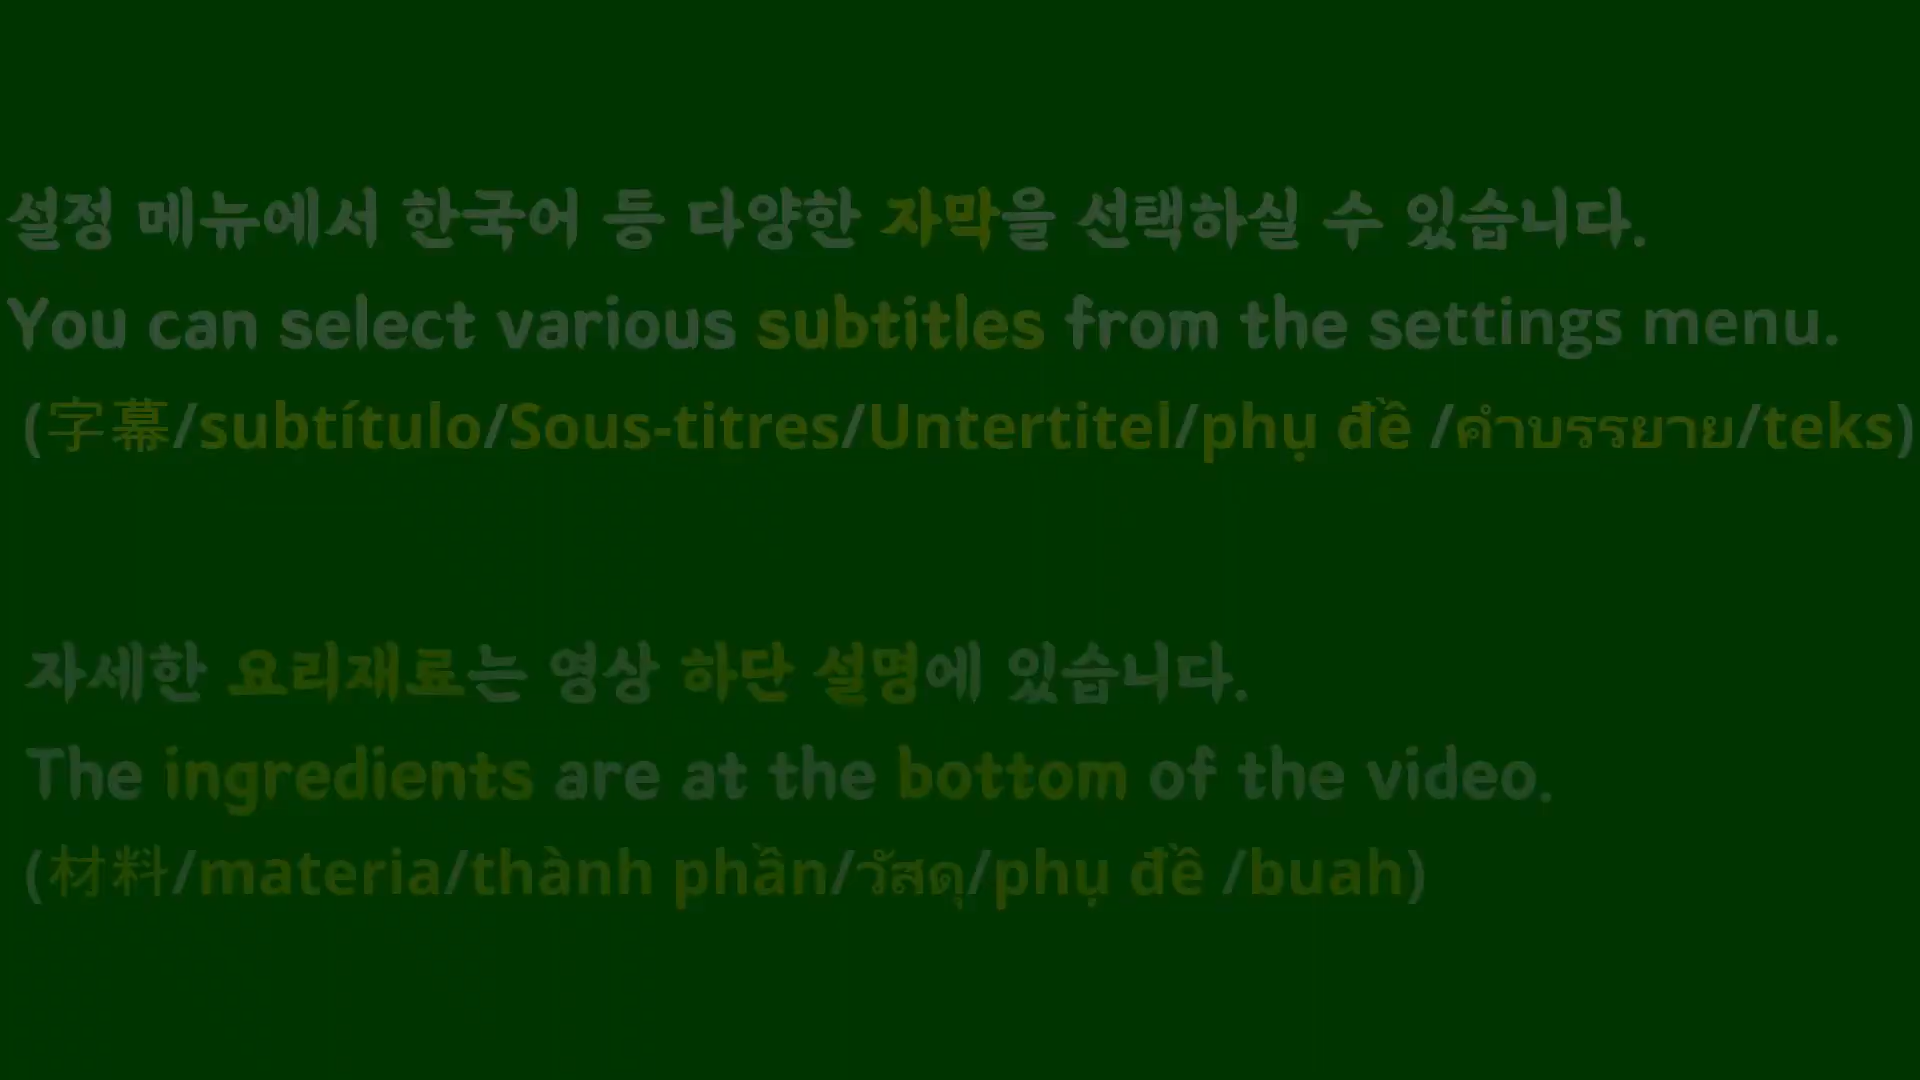 설정 메뉴에서 한국어 등 다양한 자막을 선택하실 수 있습니다.
You can select various subtitles from the settings menu.
(字幕/subtítulo/Sous-titres/Untertitel/phụ đề /คำบรรยาย/teks)
자세한 요리재료는 영상 하단 설명에 있습니다.
The ingredients are at the bottom of the video.
(材料/materia/thành phần/วัสดุ/phụ đề /buah)